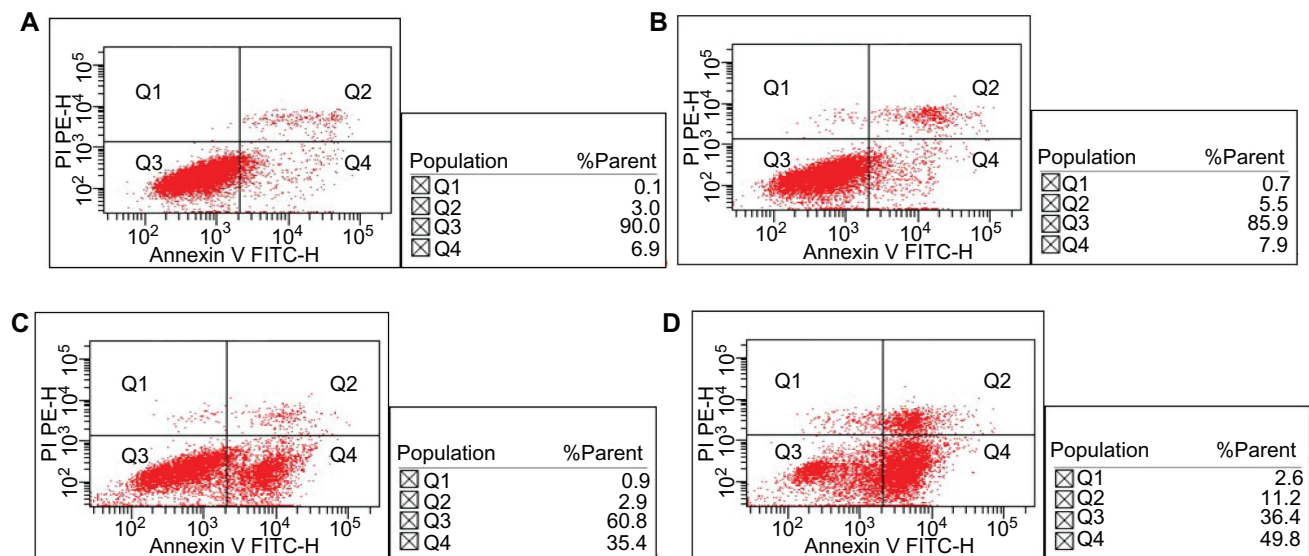 A
PI PE-H
10^5
10^4
10^3
10^2
Q1
Q2
Q3
Q4
10^2 10^3 10^4 10^5
Annexin V FITC-H
Population %Parent
Q1 0.1
Q2 3.0
Q3 90.0
Q4 6.9
B
PI PE-H
10^5
10^4
10^3
10^2
Q1
Q2
Q3
Q4
10^2 10^3 10^4 10^5
Annexin V FITC-H
Population %Parent
Q1 0.7
Q2 5.5
Q3 85.9
Q4 7.9
C
PI PE-H
10^5
10^4
10^3
10^2
Q1
Q2
Q3
Q4
10^2 10^3 10^4 10^5
Annexin V FITC-H
Population %Parent
Q1 0.9
Q2 2.9
Q3 60.8
Q4 35.4
D
PI PE-H
10^5
10^4
10^3
10^2
Q1
Q2
Q3
Q4
10^2 10^3 10^4 10^5
Annexin V FITC-H
Population %Parent
Q1 2.6
Q2 11.2
Q3 36.4
Q4 49.8